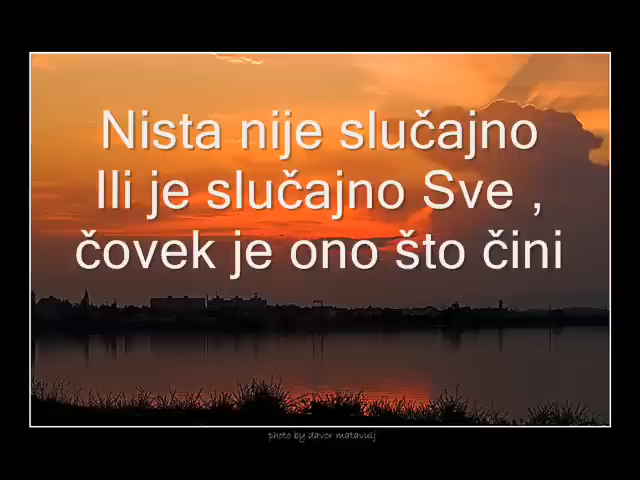 Nista nije slučajno
Ili je slučajno Sve ,
čovek je ono što čini
photo by davor matavulj